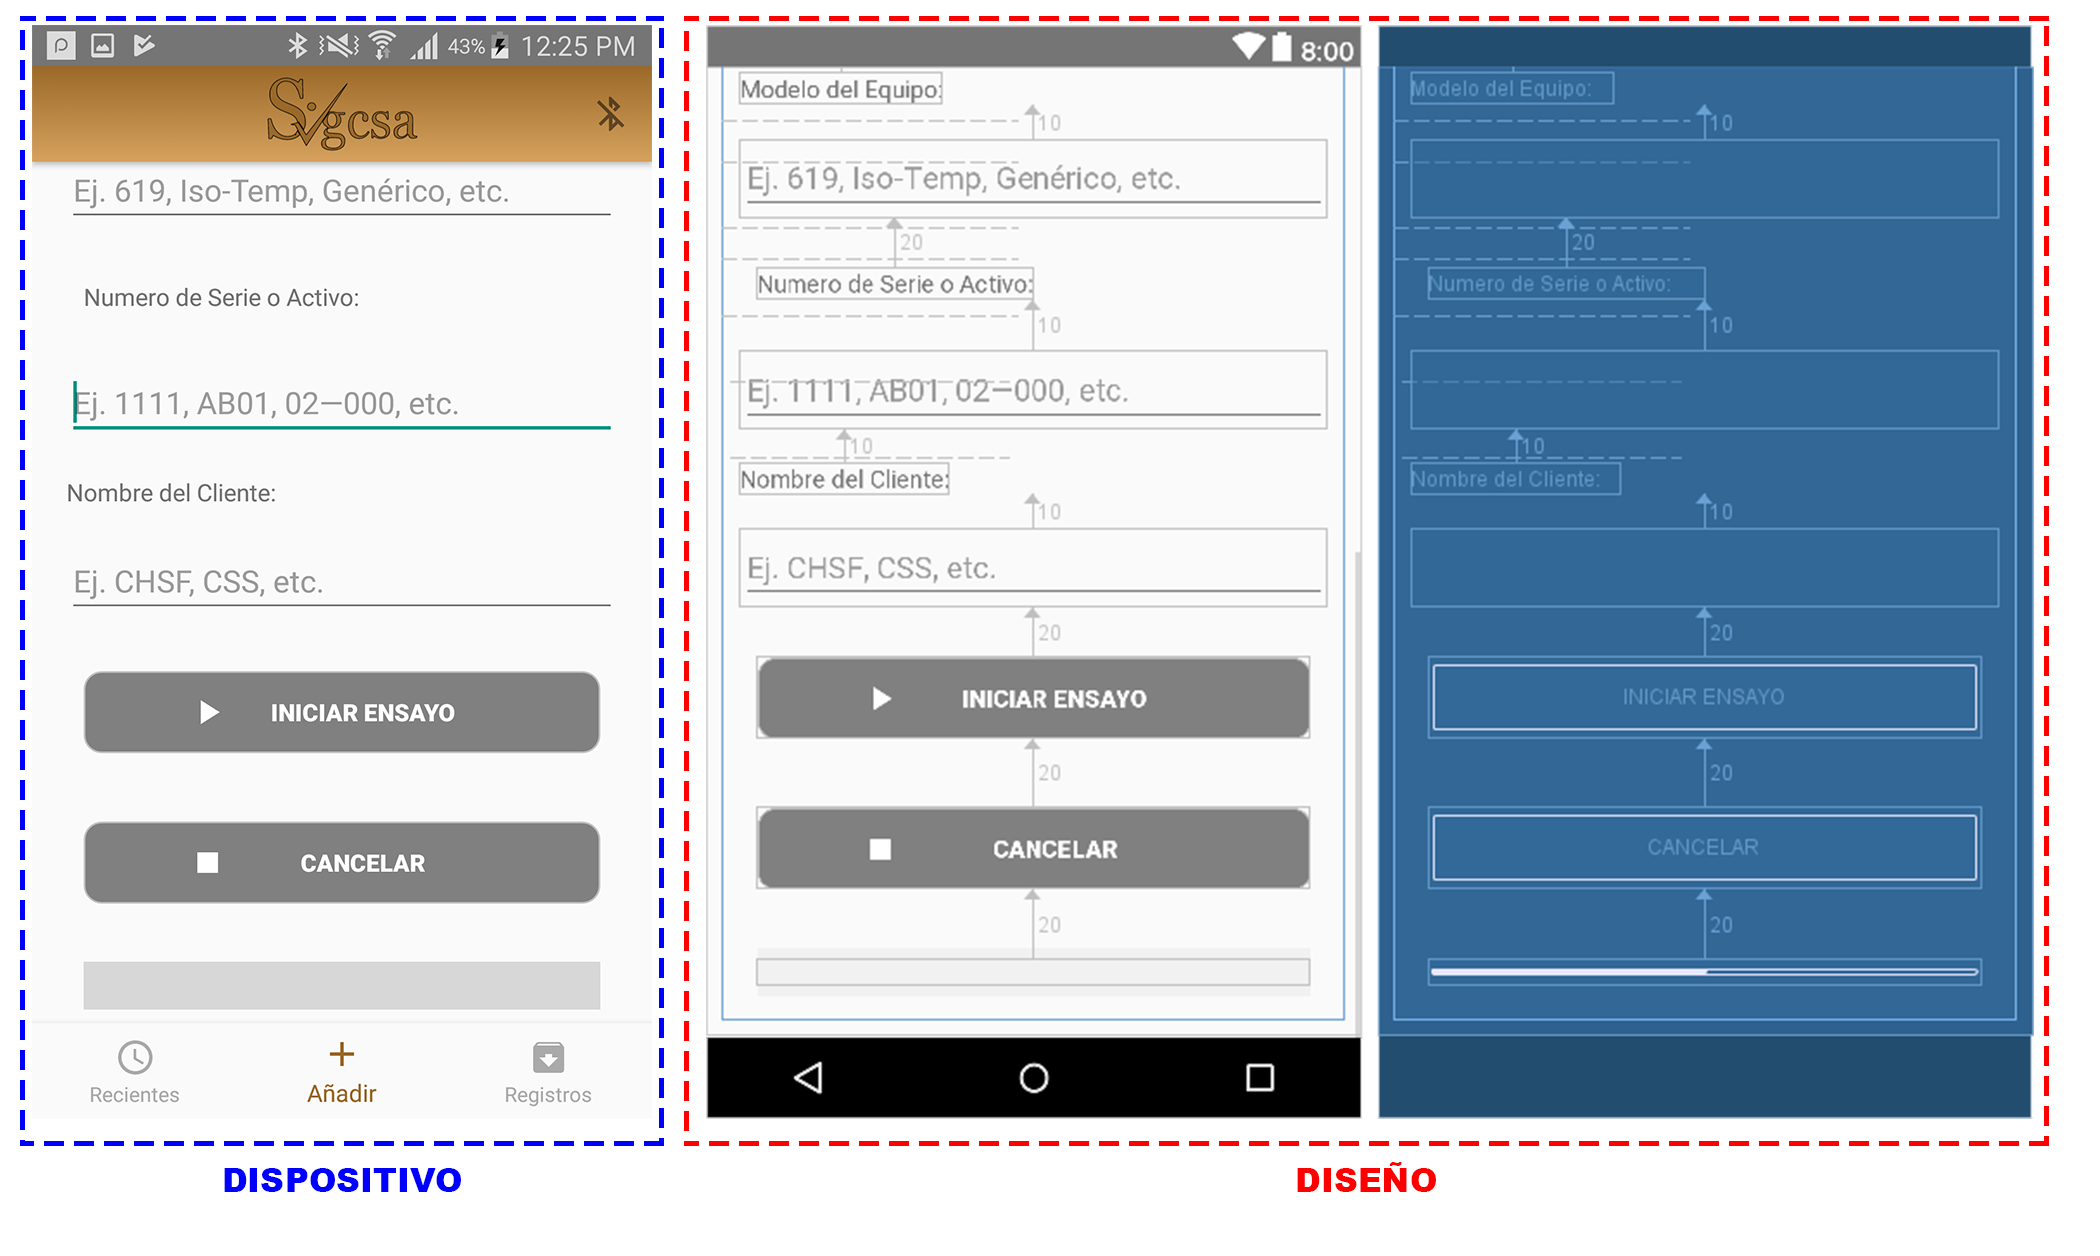 43% 12:25 PM
Sigcsa
Ej. 619, Iso-Temp, Genérico, etc.
Numero de Serie o Activo:
Ej. 1111, AB01, 02—000, etc.
Nombre del Cliente:
Ej. CHSF, CSS, etc.
INICIAR ENSAYO
CANCELAR
Recientes
Añadir
Registros
DISPOSITIVO
8:00
Modelo del Equipo:
10
Ej. 619, Iso-Temp, Genérico, etc.
20
Numero de Serie o Activo:
10
Ej. 1111, AB01, 02—000, etc.
10
Nombre del Cliente:
10
Ej. CHSF, CSS, etc.
20
INICIAR ENSAYO
20
CANCELAR
20
Modelo del Equipo:
10
20
Numero de Serie o Activo:
10
10
Nombre del Cliente:
10
20
INICIAR ENSAYO
20
CANCELAR
20
DISEÑO